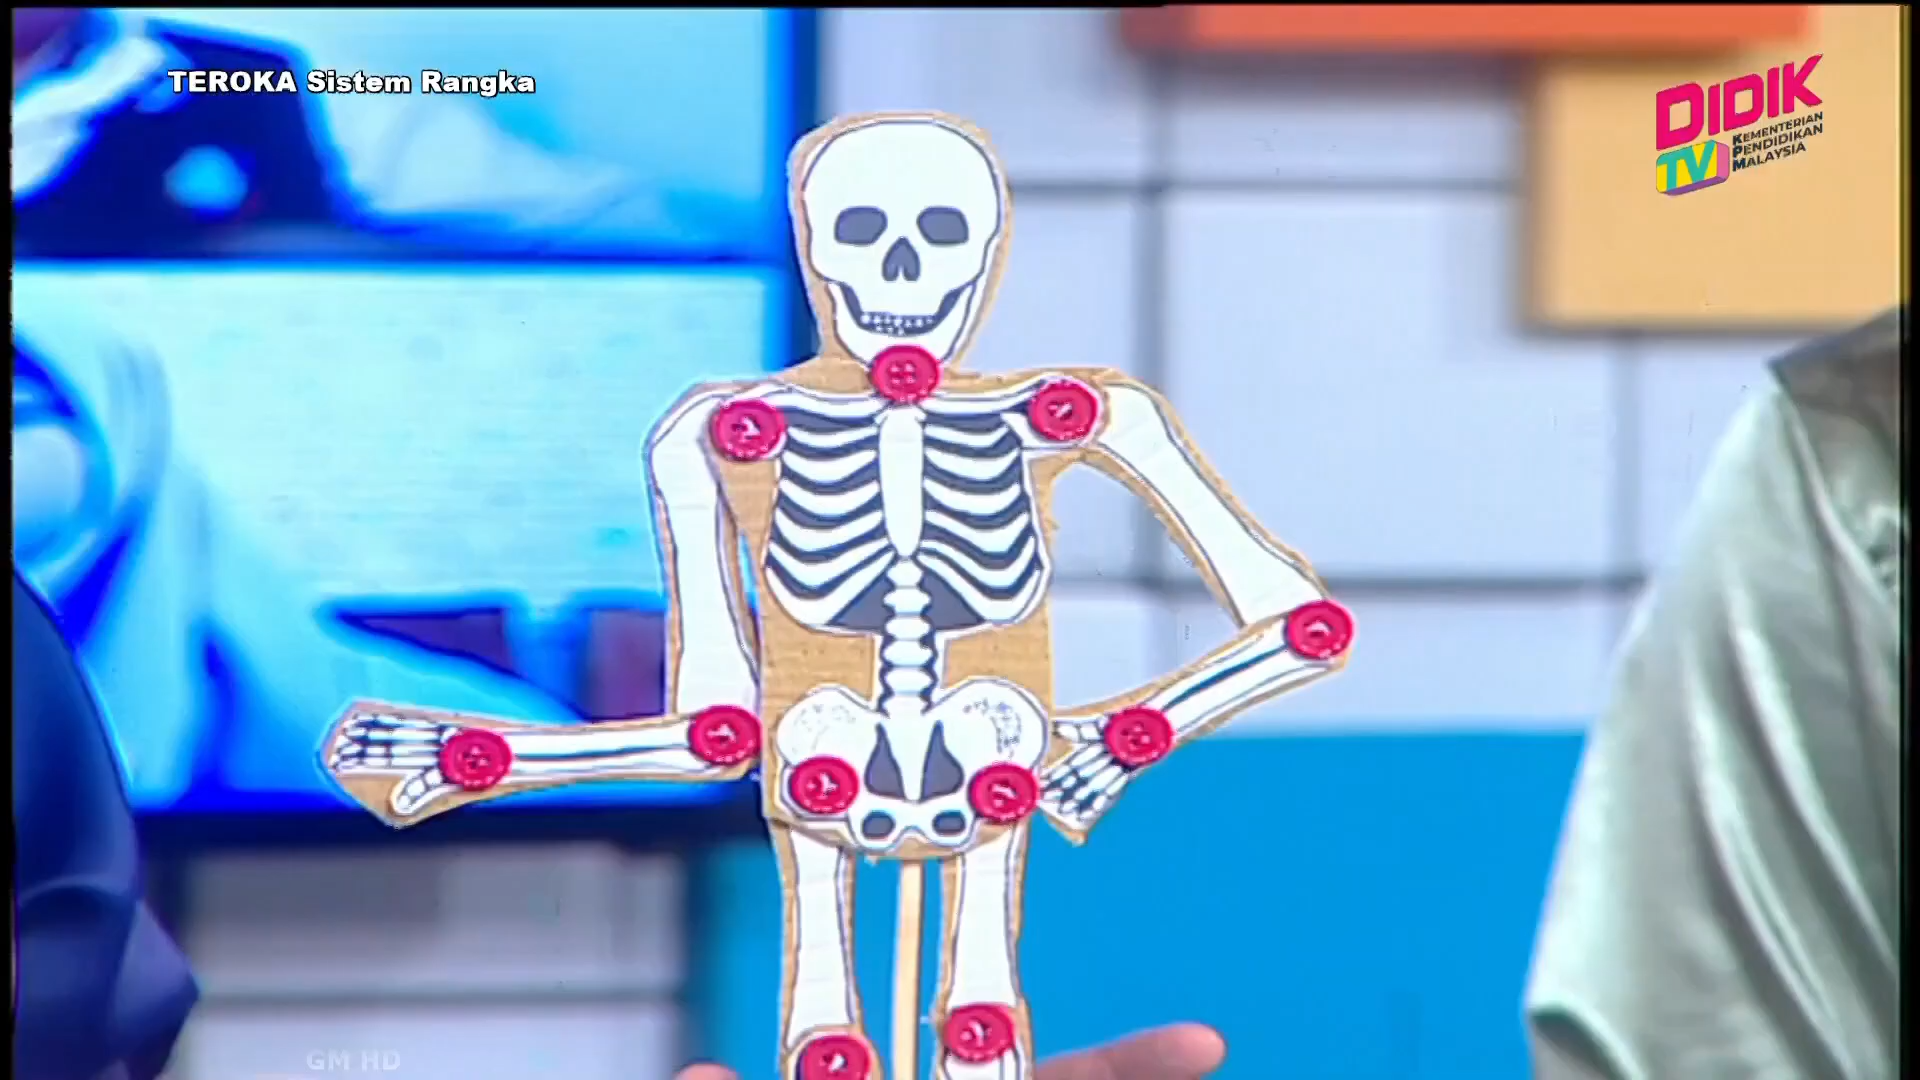 TEROKA Sistem Rangka
DIDIK
TV
KEMENTERIAN
PENDIDIKAN
MALAYSIA
GM HD